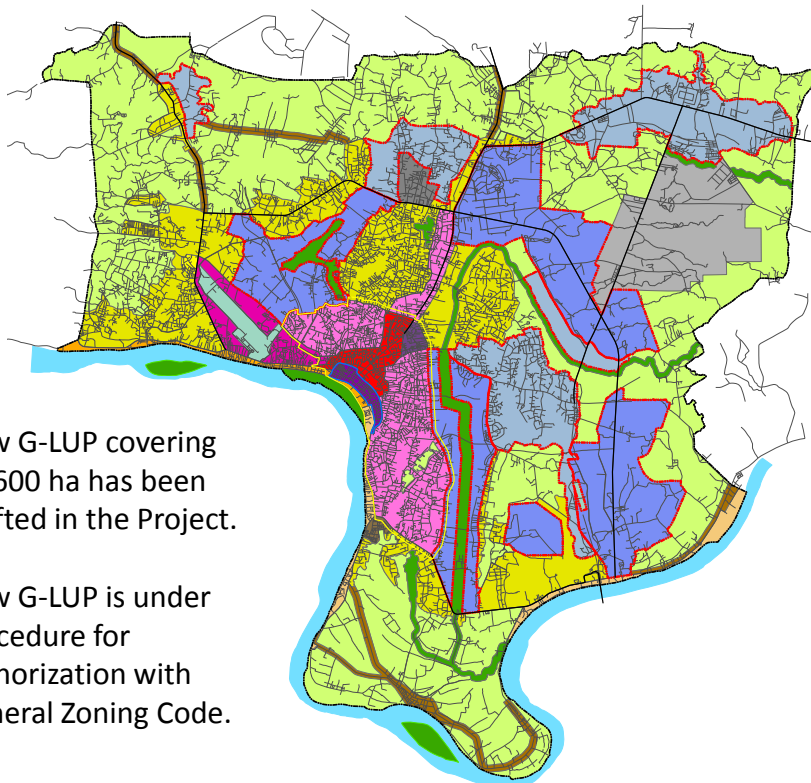 w G-LUP covering
600 ha has been
fted in the Project.
w G-LUP is under
cedure for
horization with
neral Zoning Code.